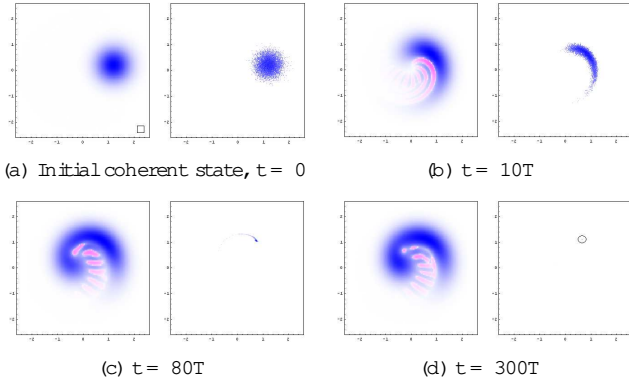 (a) Initial coherent state, t = 0
(b) t = 10T
(c) t = 80T
(d) t = 300T